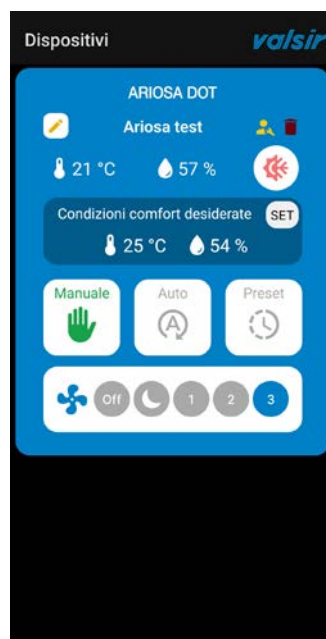 Dispositivi valsir
ARIOSA DOT
Ariosa test
21 °C 57 %
Condizioni comfort desiderate SET
25 °C 54 %
Manuale Auto Preset
A
Off 1 2 3